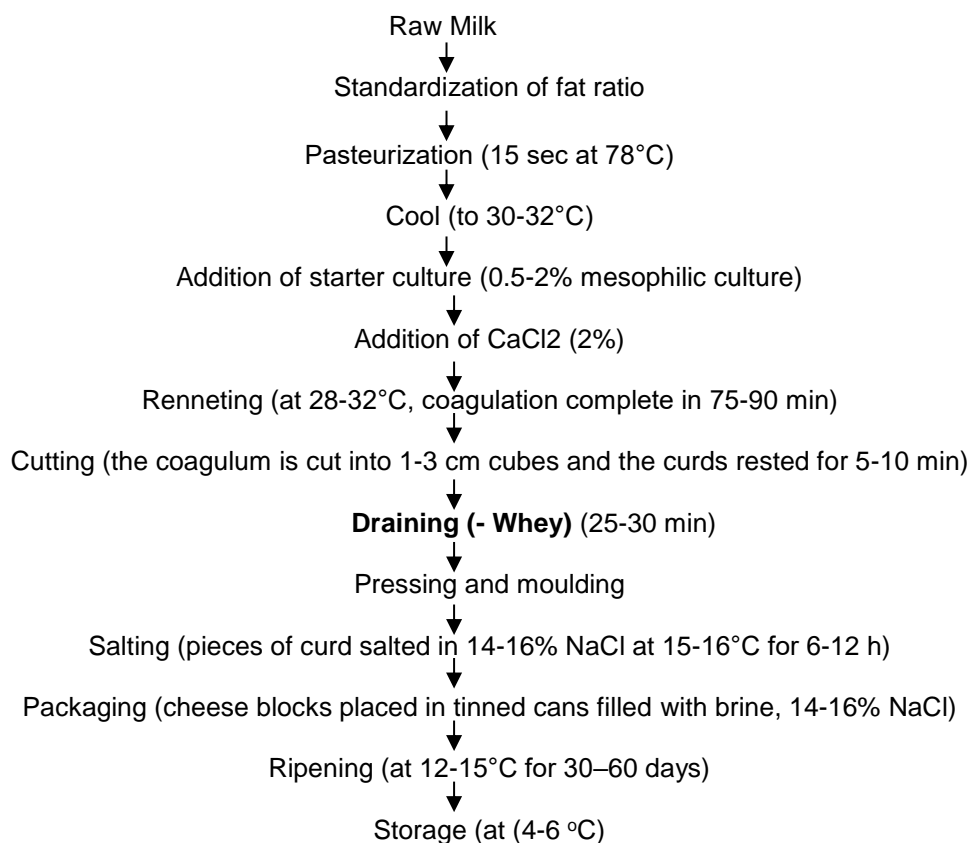 Raw Milk
Standardization of fat ratio
Pasteurization (15 sec at 78°C)
Cool (to 30-32°C)
Addition of starter culture (0.5-2% mesophilic culture)
Addition of CaCl2 (2%)
Renneting (at 28-32°C, coagulation complete in 75-90 min)
Cutting (the coagulum is cut into 1-3 cm cubes and the curds rested for 5-10 min)
Draining (- Whey) (25-30 min)
Pressing and moulding
Salting (pieces of curd salted in 14-16% NaCl at 15-16°C for 6-12 h)
Packaging (cheese blocks placed in tinned cans filled with brine, 14-16% NaCl)
Ripening (at 12-15°C for 30–60 days)
Storage (at (4-6 ºC)